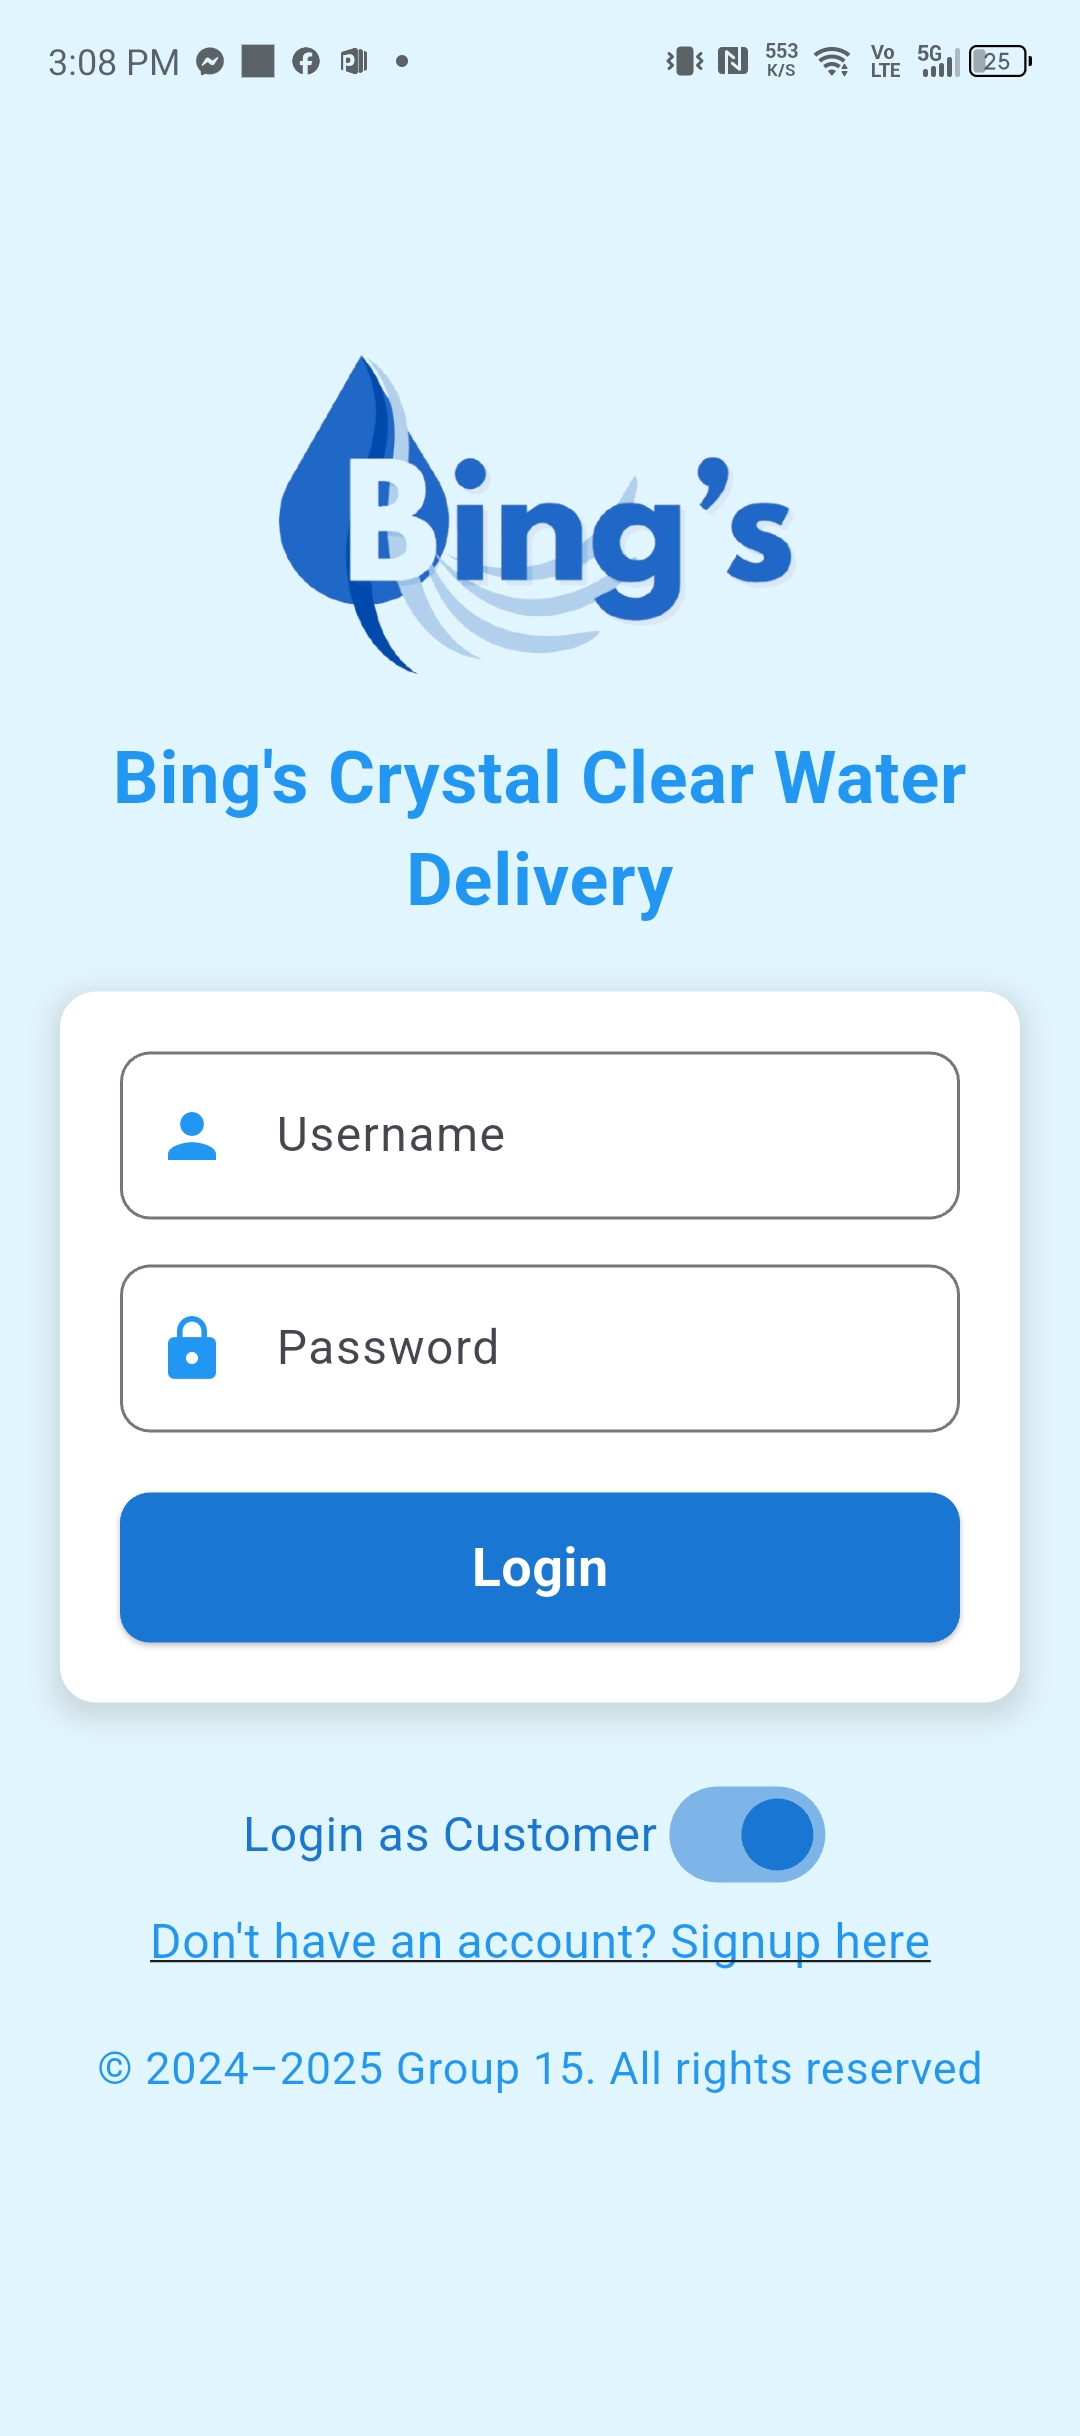 3:08 PM
553 K/S
Vo LTE
5G
25
Bing's
Bing's Crystal Clear Water
Delivery
Username
Password
Login
Login as Customer
Don't have an account? Signup here
© 2024–2025 Group 15. All rights reserved